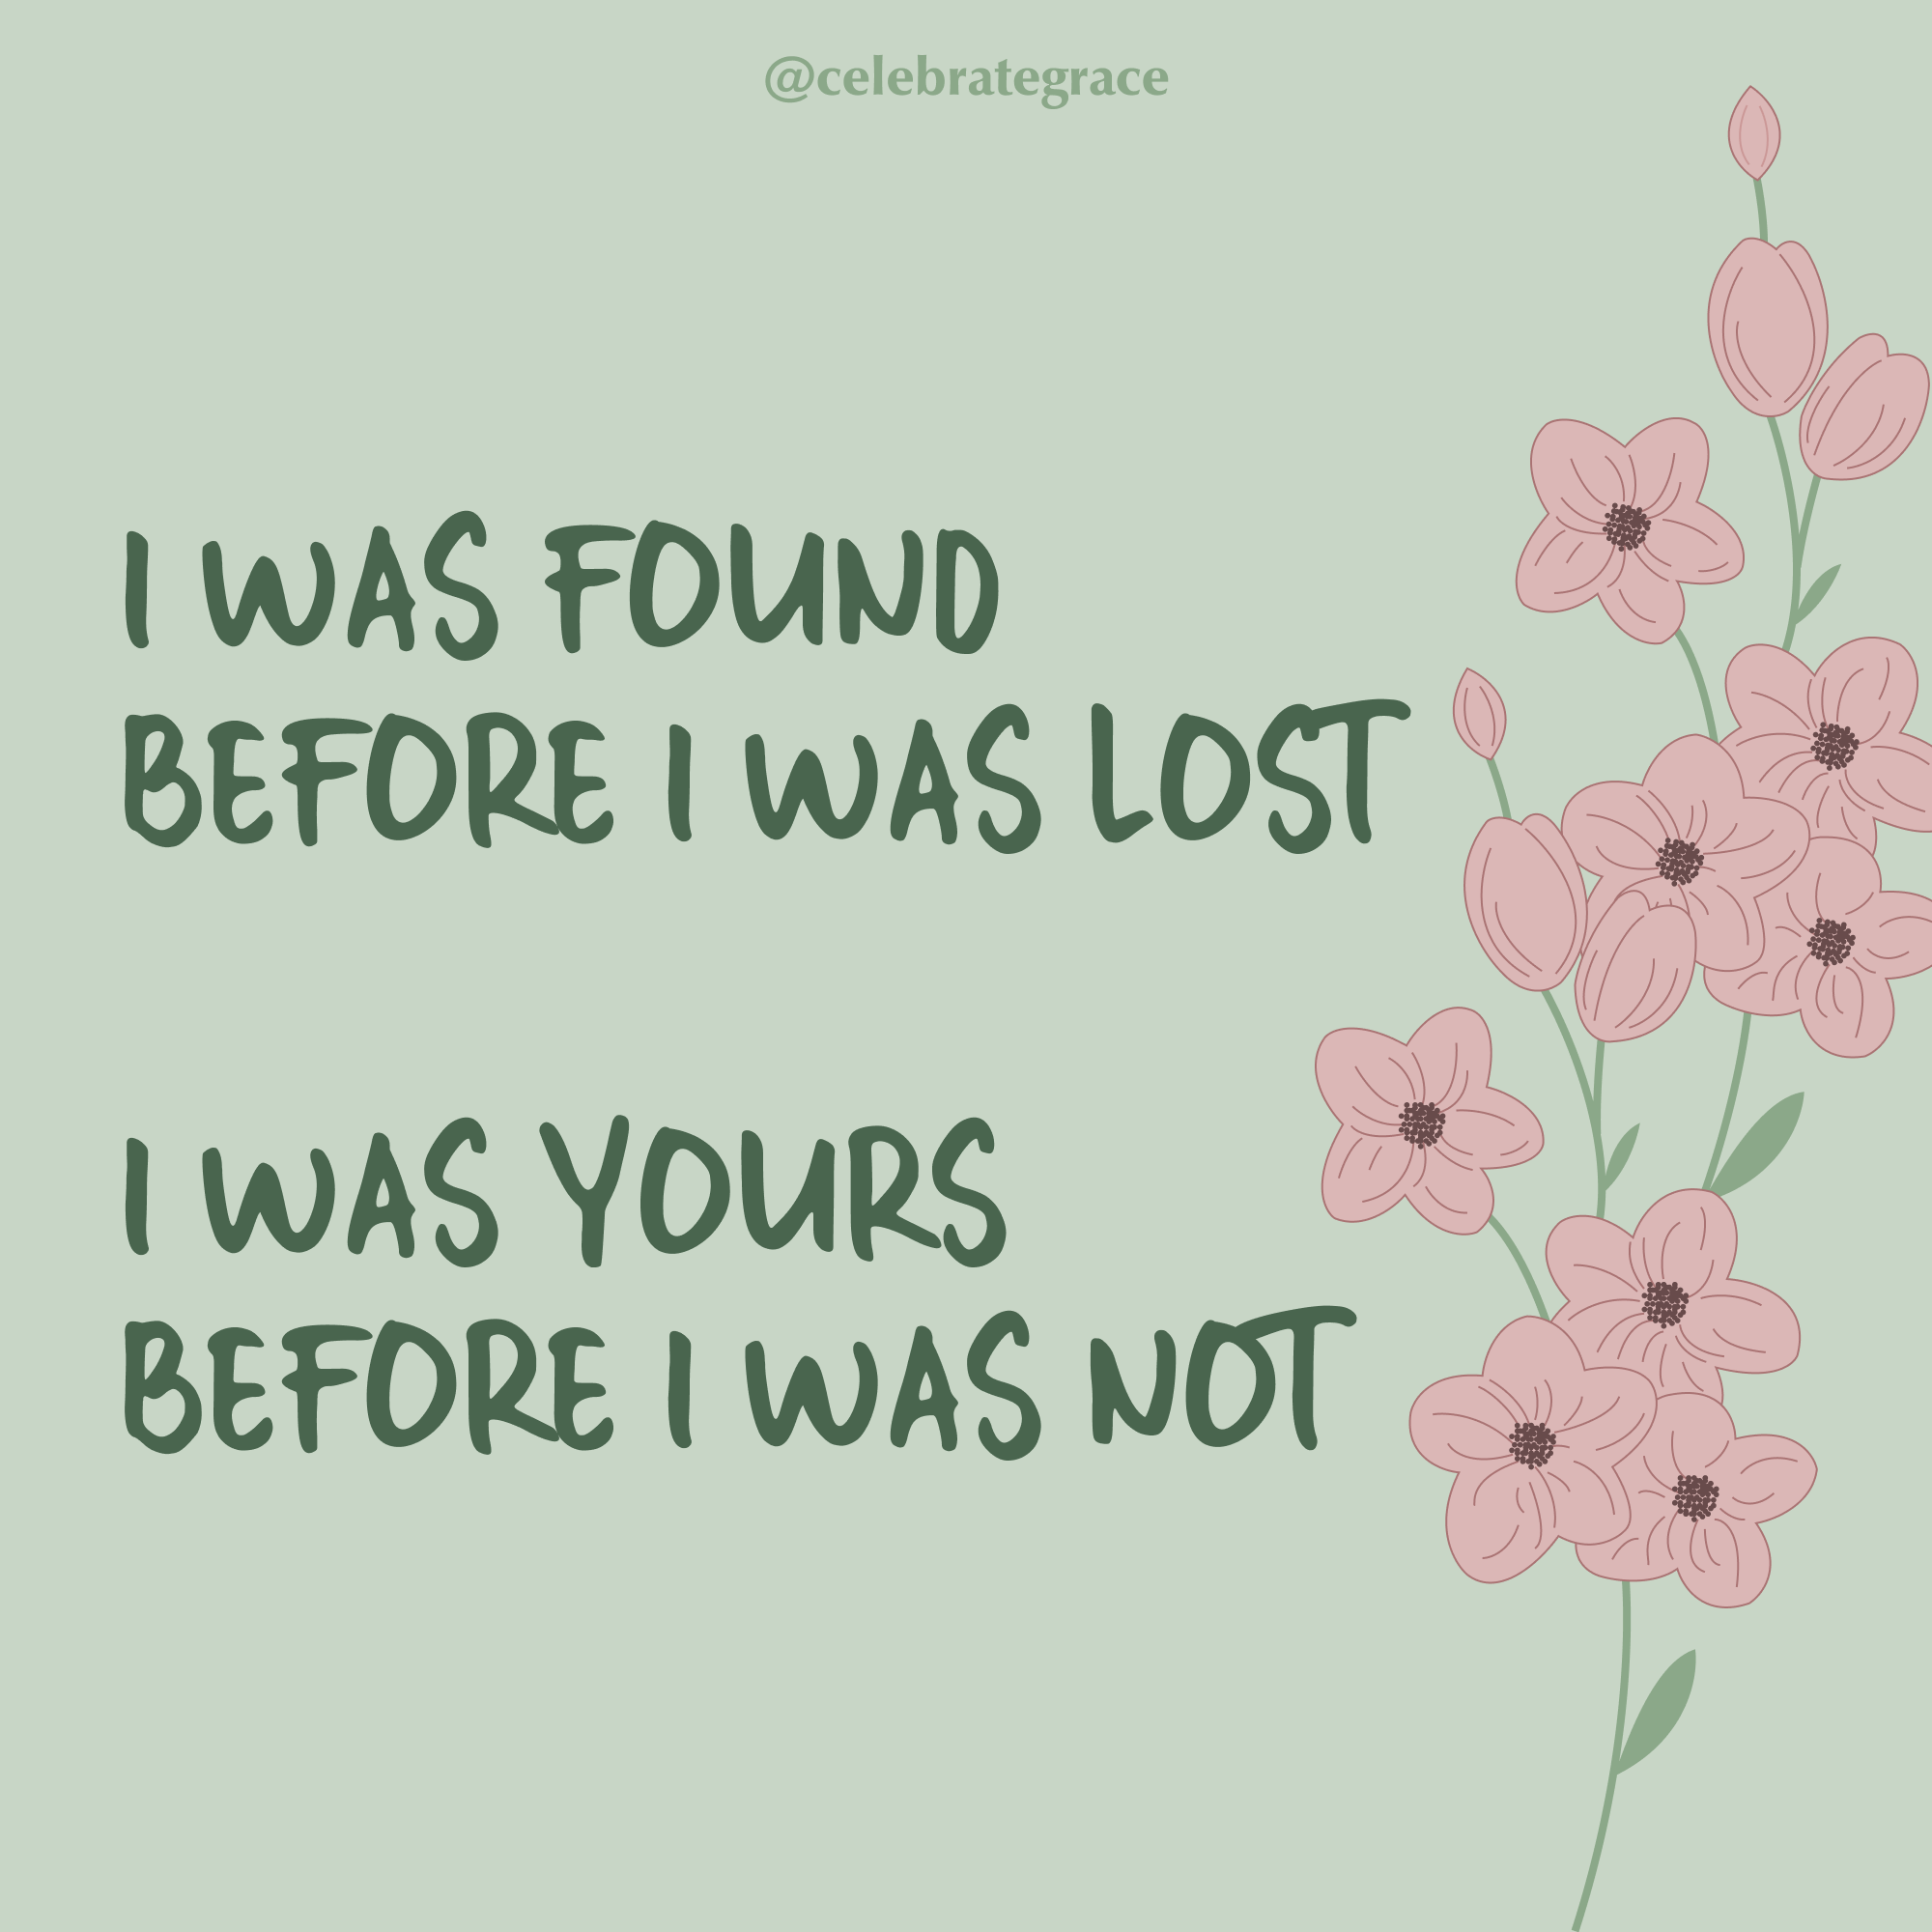 @celebrategrace
I WAS FOUND
BEFORE I WAS LOST
I WAS YOURS
BEFORE I WAS NOT